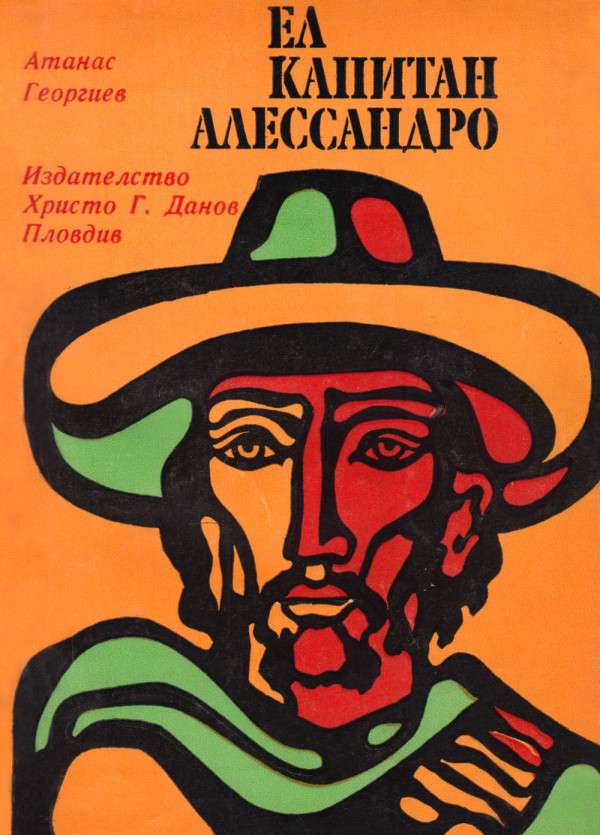 ЕЛ
КАПИТАН
АЛЕССАНДРО
Атанас
Георгиев
Издателство
Христо Г. Данов
Пловдив